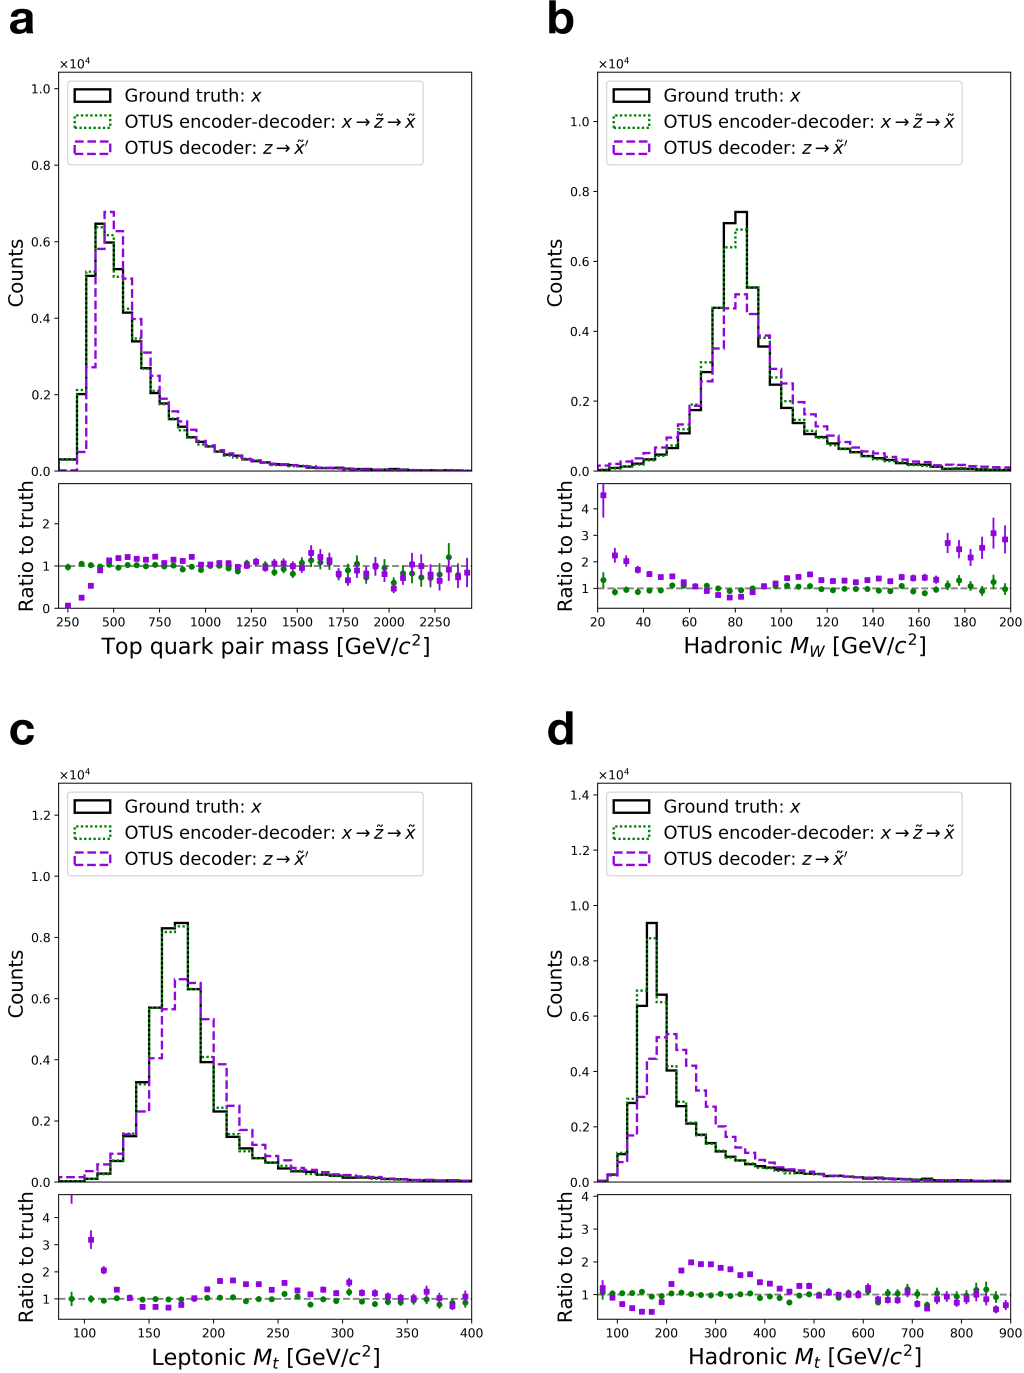 a
×10⁴
1.0
0.8
0.6
0.4
0.2
0.0
Counts
Ground truth: x
OTUS encoder-decoder: x → z̃ → x̃
OTUS decoder: z → x̃′
2
1
0
Ratio to truth
250 500 750 1000 1250 1500 1750 2000 2250
Top quark pair mass [GeV/c²]
b
×10⁴
1.0
0.8
0.6
0.4
0.2
0.0
Counts
Ground truth: x
OTUS encoder-decoder: x → z̃ → x̃
OTUS decoder: z → x̃′
4
3
2
1
Ratio to truth
20 40 60 80 100 120 140 160 180 200
Hadronic M_W [GeV/c²]
c
×10⁴
1.2
1.0
0.8
0.6
0.4
0.2
0.0
Counts
Ground truth: x
OTUS encoder-decoder: x → z̃ → x̃
OTUS decoder: z → x̃′
4
3
2
1
Ratio to truth
100 150 200 250 300 350 400
Leptonic M_t [GeV/c²]
d
×10⁴
1.4
1.2
1.0
0.8
0.6
0.4
0.2
0.0
Counts
Ground truth: x
OTUS encoder-decoder: x → z̃ → x̃
OTUS decoder: z → x̃′
4
3
2
1
Ratio to truth
100 200 300 400 500 600 700 800 900
Hadronic M_t [GeV/c²]